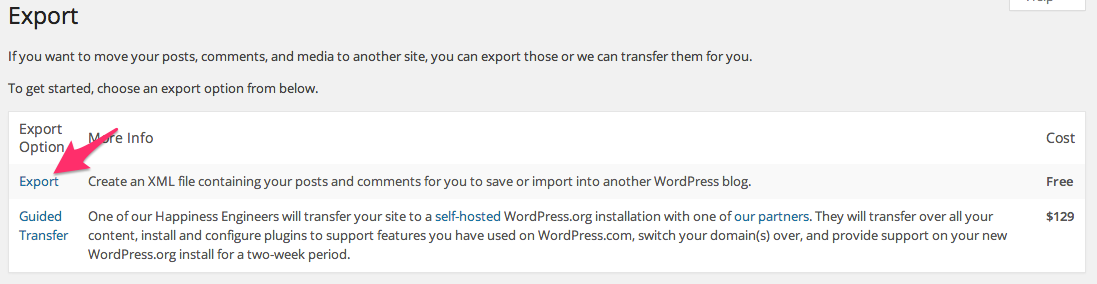 Help
Export
If you want to move your posts, comments, and media to another site, you can export those or we can transfer them for you.
To get started, choose an export option from below.
Export
Option
More Info
Cost
Export
Create an XML file containing your posts and comments for you to save or import into another WordPress blog.
Free
Guided
Transfer
One of our Happiness Engineers will transfer your site to a self-hosted WordPress.org installation with one of our partners. They will transfer over all your
content, install and configure plugins to support features you have used on WordPress.com, switch your domain(s) over, and provide support on your new
WordPress.org install for a two-week period.
$129